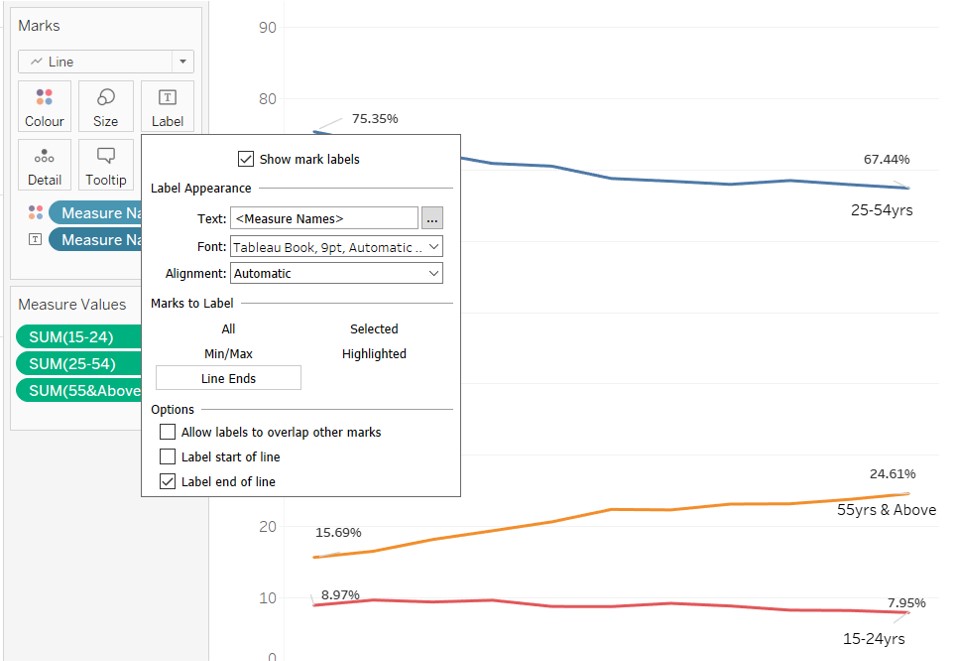 Marks
Line
Colour
Size
Label
Detail
Tooltip
Measure Na
Measure Na
Measure Values
SUM(15-24)
SUM(25-54)
SUM(55&Above
Show mark labels
Label Appearance
Text: <Measure Names> ...
Font: Tableau Book, 9pt, Automatic ..
Alignment: Automatic
Marks to Label
All Selected
Min/Max Highlighted
Line Ends
Options
Allow labels to overlap other marks
Label start of line
Label end of line
90
80
75.35%
67.44%
25-54yrs
24.61%
55yrs & Above
20
15.69%
10
8.97%
7.95%
15-24yrs
0